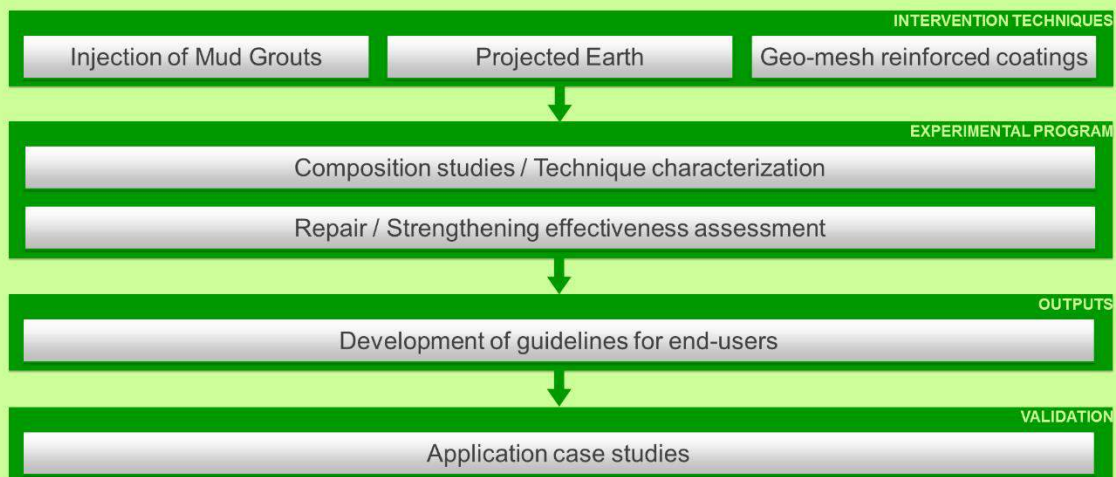 INTERVENTION TECHNIQUES
Injection of Mud Grouts
Projected Earth
Geo-mesh reinforced coatings
EXPERIMENTAL PROGRAM
Composition studies / Technique characterization
Repair / Strengthening effectiveness assessment
OUTPUTS
Development of guidelines for end-users
VALIDATION
Application case studies